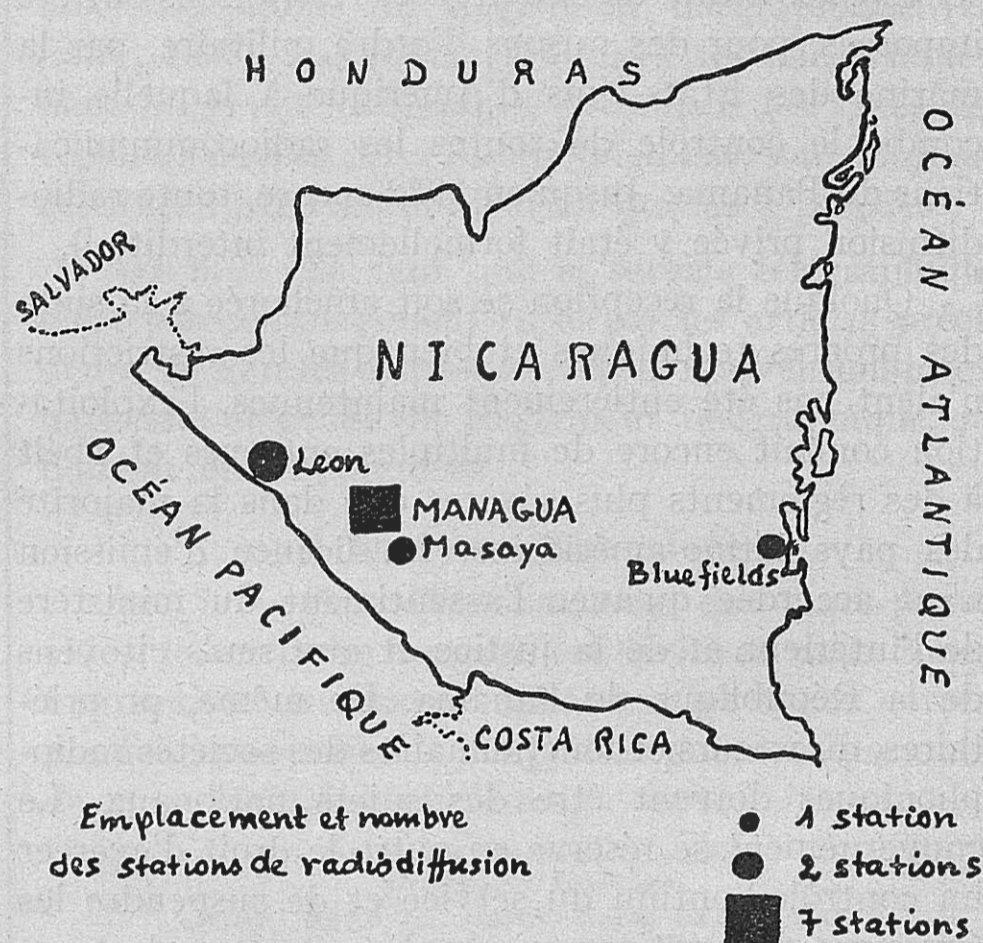 HONDURAS
OCÉAN ATLANTIQUE
SALVADOR
NICARAGUA
OCÉAN PACIFIQUE
Leon
MANAGUA
Masaya
Bluefields
COSTA RICA
Emplacement et nombre
des stations de radiodiffusion
1 station
2 stations
7 stations